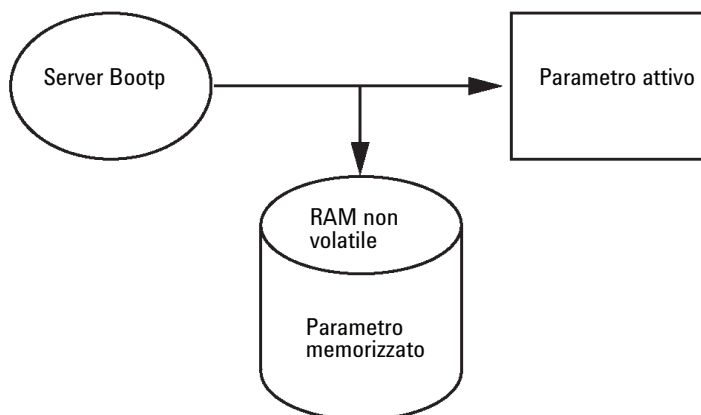 Server Bootp
Parametro attivo
RAM non
volatile
Parametro
memorizzato